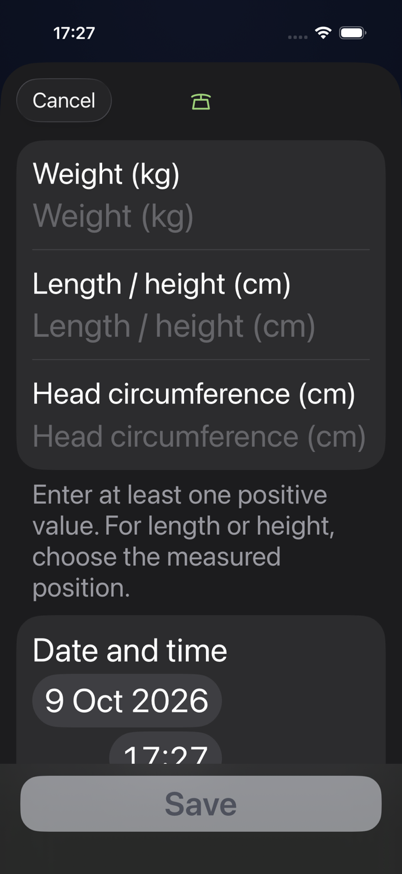 17:27
Cancel
Weight (kg)
Weight (kg)
Length / height (cm)
Length / height (cm)
Head circumference (cm)
Head circumference (cm)
Enter at least one positive
value. For length or height,
choose the measured
position.
Date and time
9 Oct 2026
17:27
Save